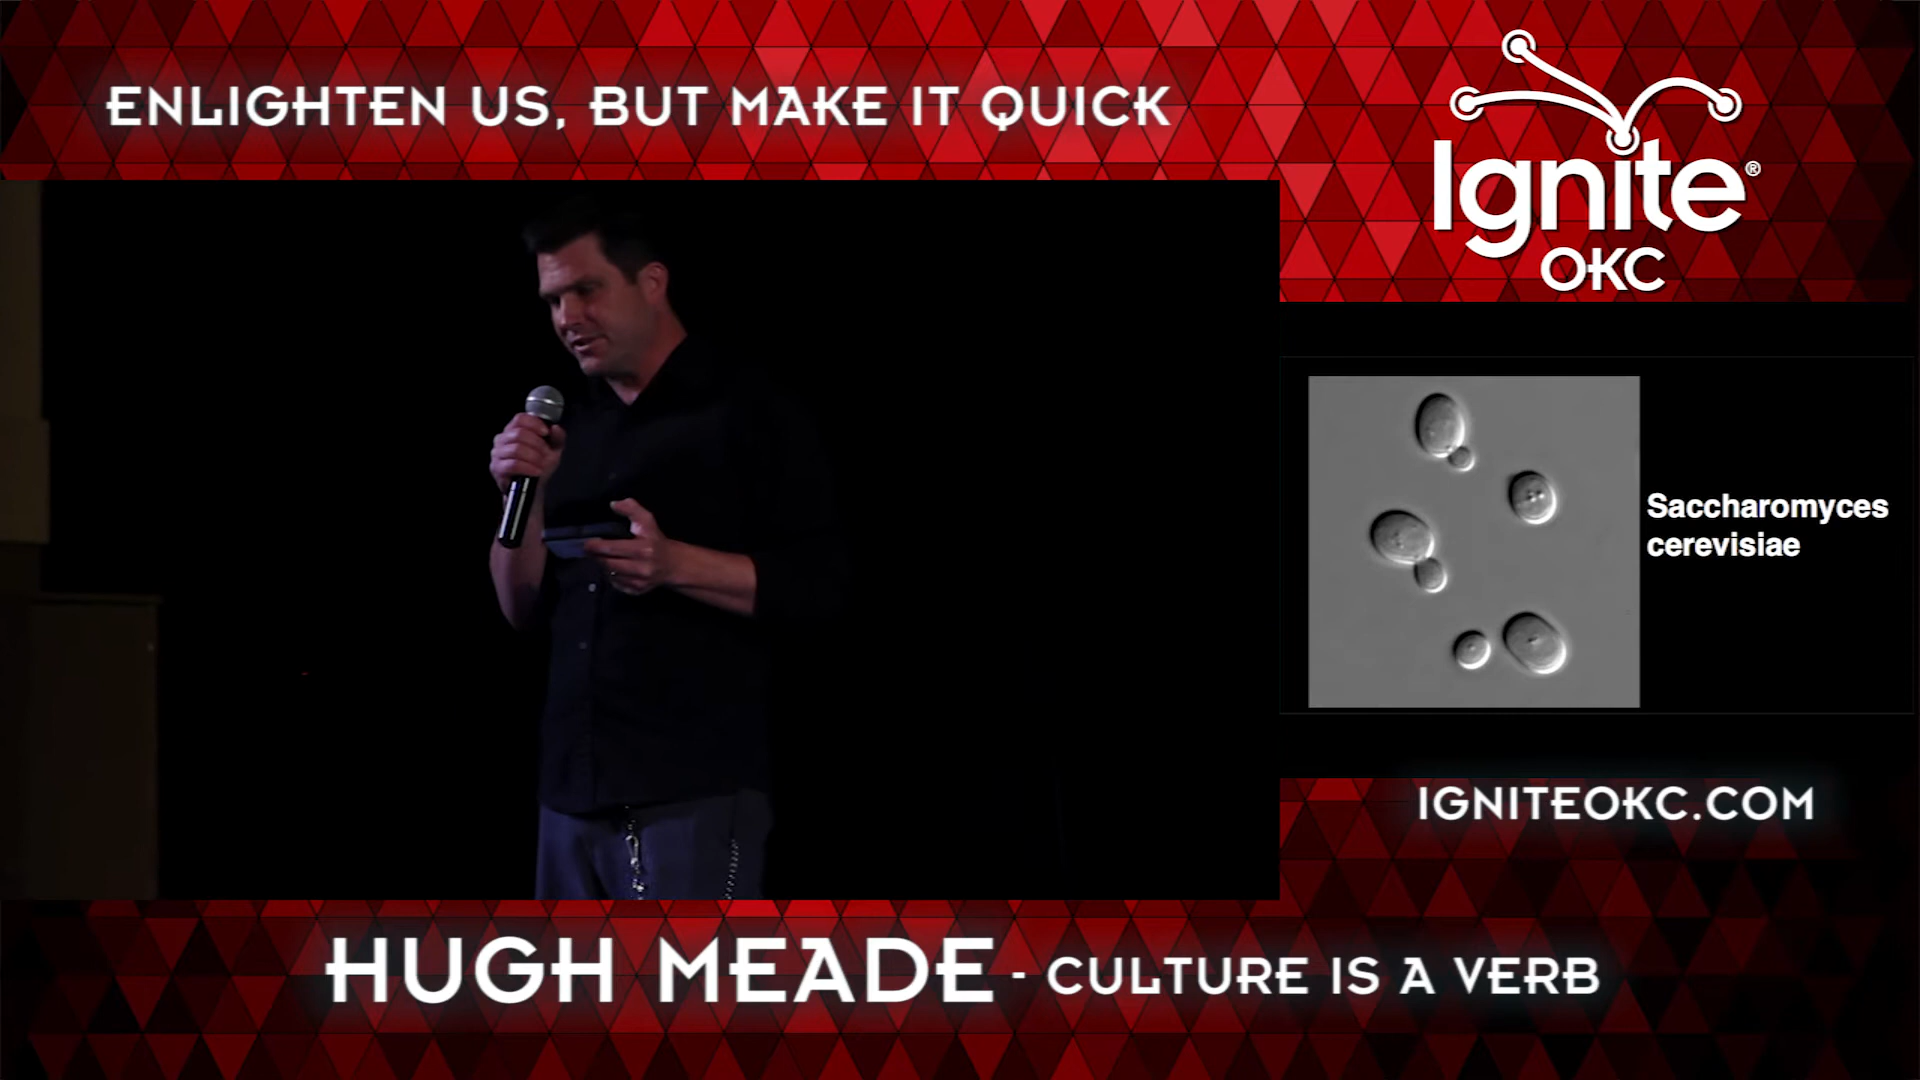 ENLIGHTEN US, BUT MAKE IT QUICK
Ignite®
OKC
Saccharomyces
cerevisiae
IGNITEOKC.COM
HUGH MEADE - CULTURE IS A VERB